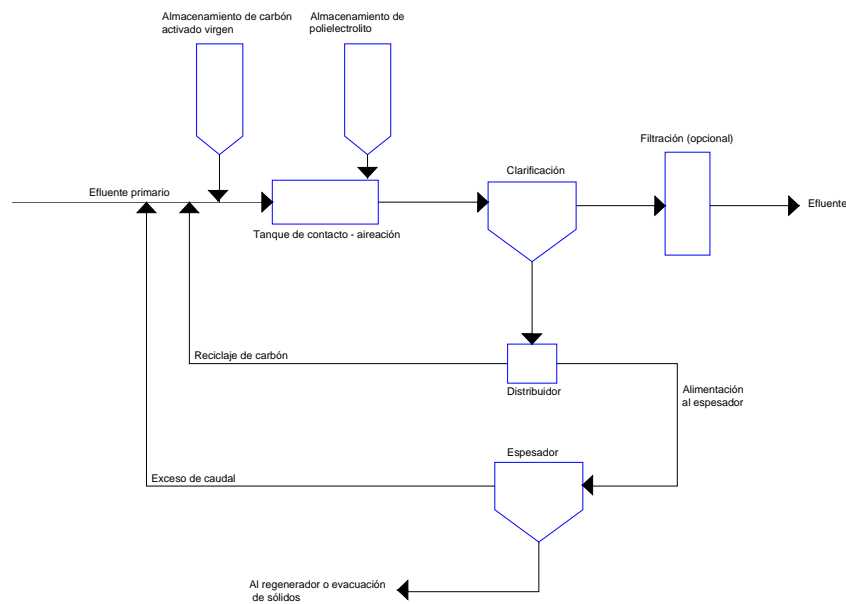 Almacenamiento de carbón
activado virgen
Almacenamiento de
polielectrolito
Filtración (opcional)
Clarificación
Efluente primario
Efluente
Tanque de contacto - aireación
Reciclaje de carbón
Distribuidor
Alimentación
al espesador
Espesador
Exceso de caudal
Al regenerador o evacuación
de sólidos